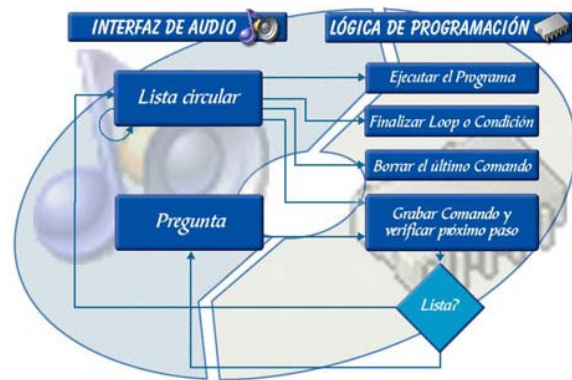 INTERFAZ DE AUDIO
LÓGICA DE PROGRAMACIÓN
Lista circular
Ejecutar el Programa
Finalizar Loop o Condición
Borrar el último Comando
Pregunta
Grabar Comando y
verificar próximo paso
Lista?